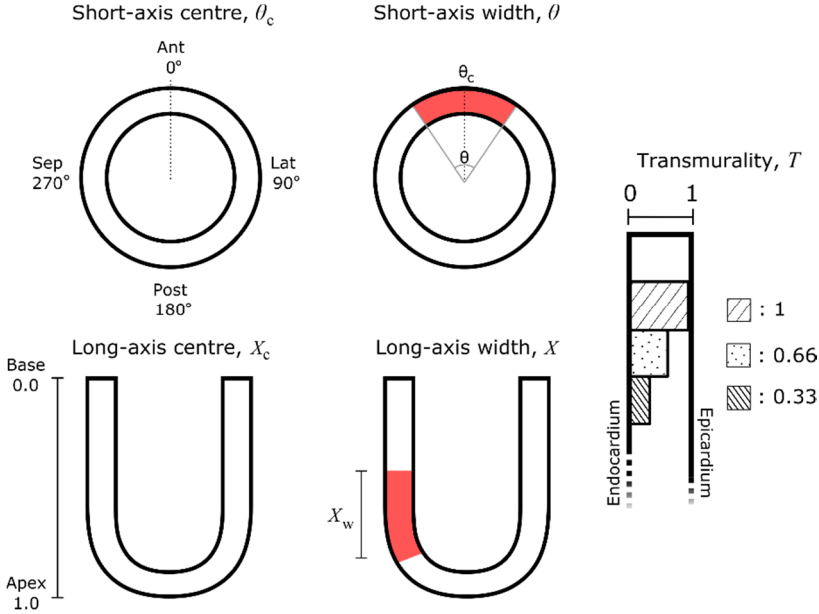 Short-axis centre, θc
Ant
0°
Sep
270°
Lat
90°
Post
180°
Short-axis width, θ
θc
θ
Transmurality, T
0 1
: 1
: 0.66
: 0.33
Endocardium
Epicardium
Long-axis centre, Xc
Base
0.0
Apex
1.0
Long-axis width, X
Xw